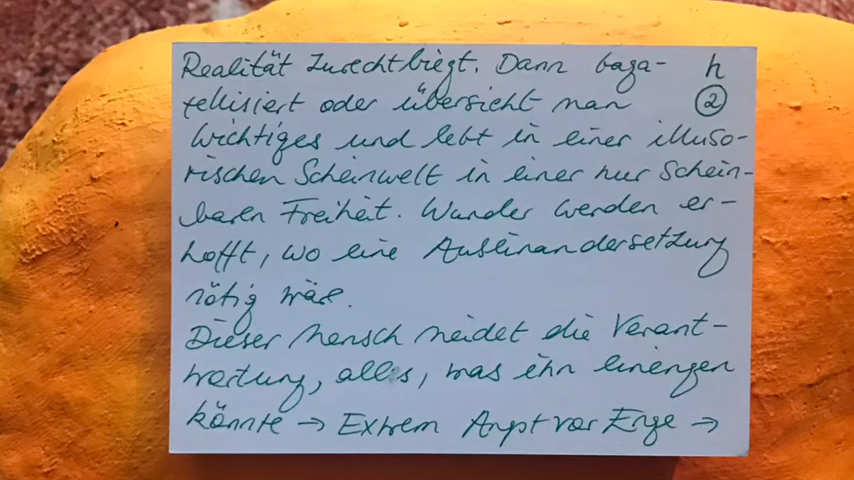 Realität zurechtbiegt. Dann baga- h
tellisiert oder übersieht man ②
Wichtiges und lebt in einer illuso-
rischen Scheinwelt in einer nur Schein-
baren Freiheit. Wunder werden er-
hofft, wo eine Auseinandersetzung
nötig wäre.
Dieser Mensch meidet die Verant-
wortung, alles, was ihn einengen
könnte → Extrem Angst vor Enge →